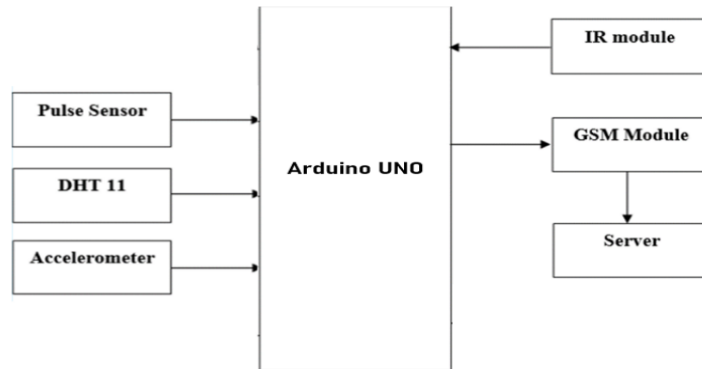 IR module
Pulse Sensor
GSM Module
Arduino UNO
DHT 11
Server
Accelerometer